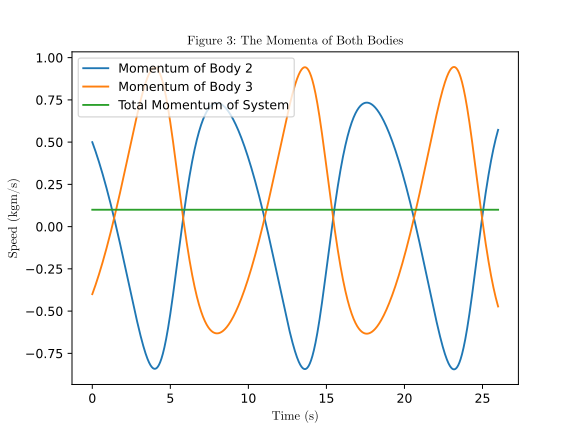 Figure 3: The Momenta of Both Bodies
Momentum of Body 2
Momentum of Body 3
Total Momentum of System
1.00
0.75
0.50
0.25
0.00
−0.25
−0.50
−0.75
Speed (kgm/s)
0 5 10 15 20 25
Time (s)